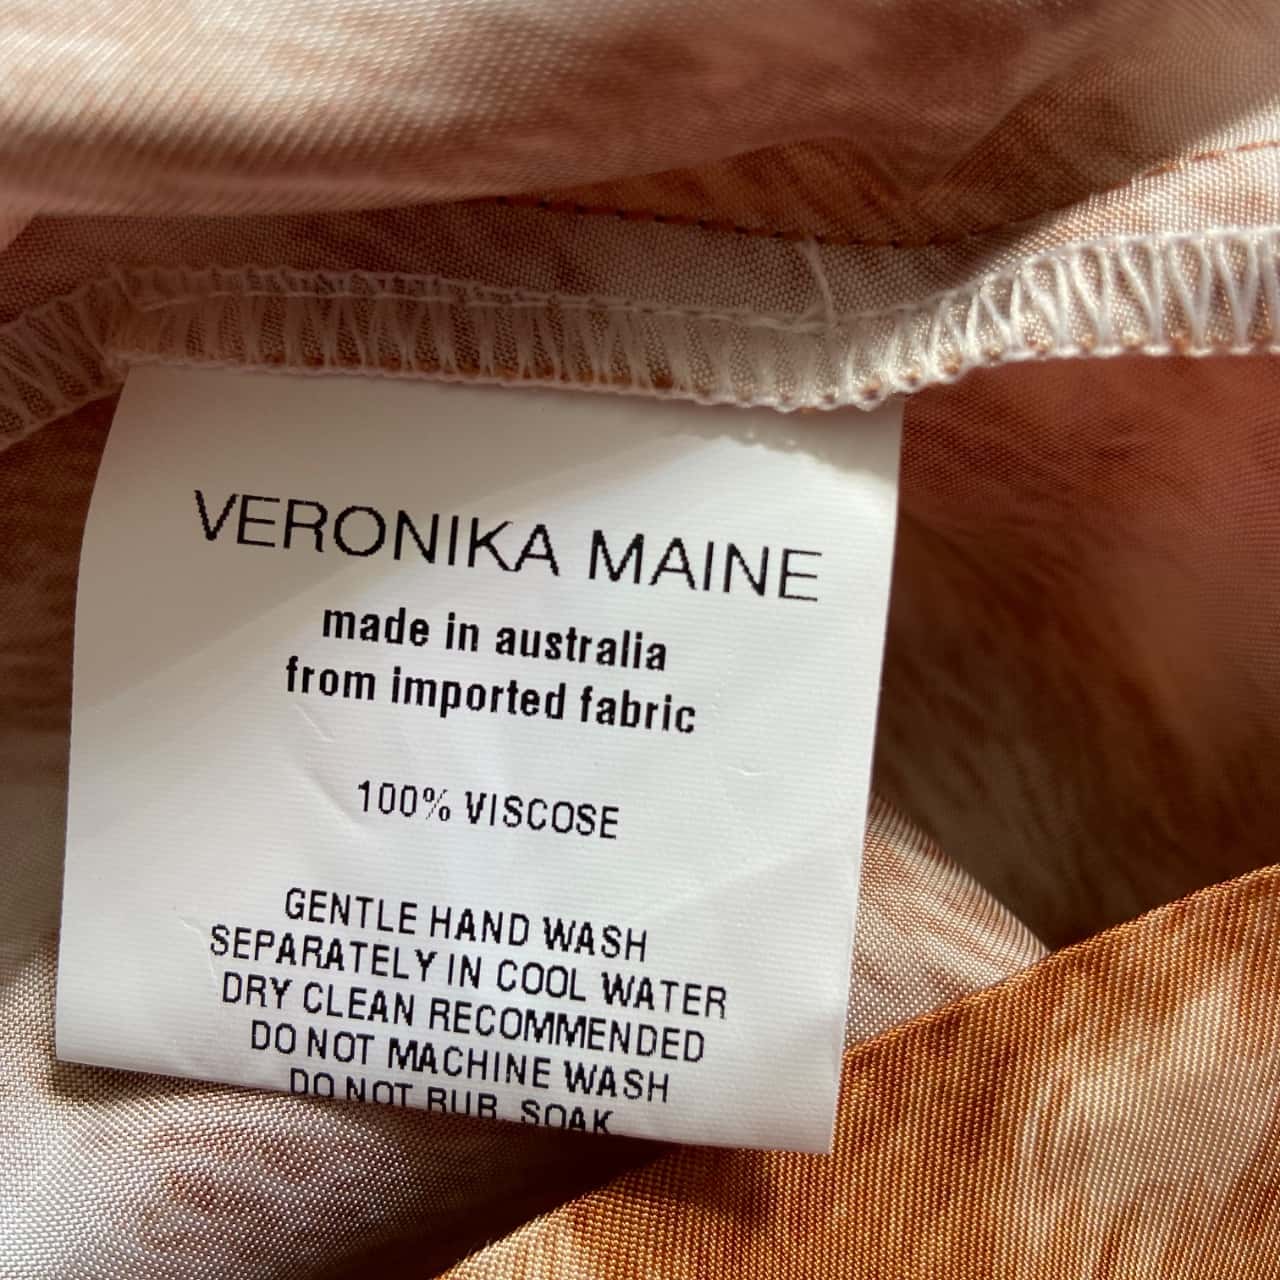 VERONIKA MAINE
made in australia
from imported fabric
100% VISCOSE
GENTLE HAND WASH
SEPARATELY IN COOL WATER
DRY CLEAN RECOMMENDED
DO NOT MACHINE WASH
DO NOT RUB, SOAK